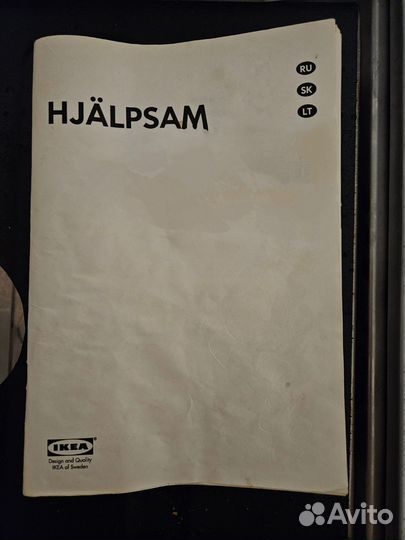 HJÄLPSAM
RU
SK
LT
IKEA
Design and Quality
IKEA of Sweden
Avito